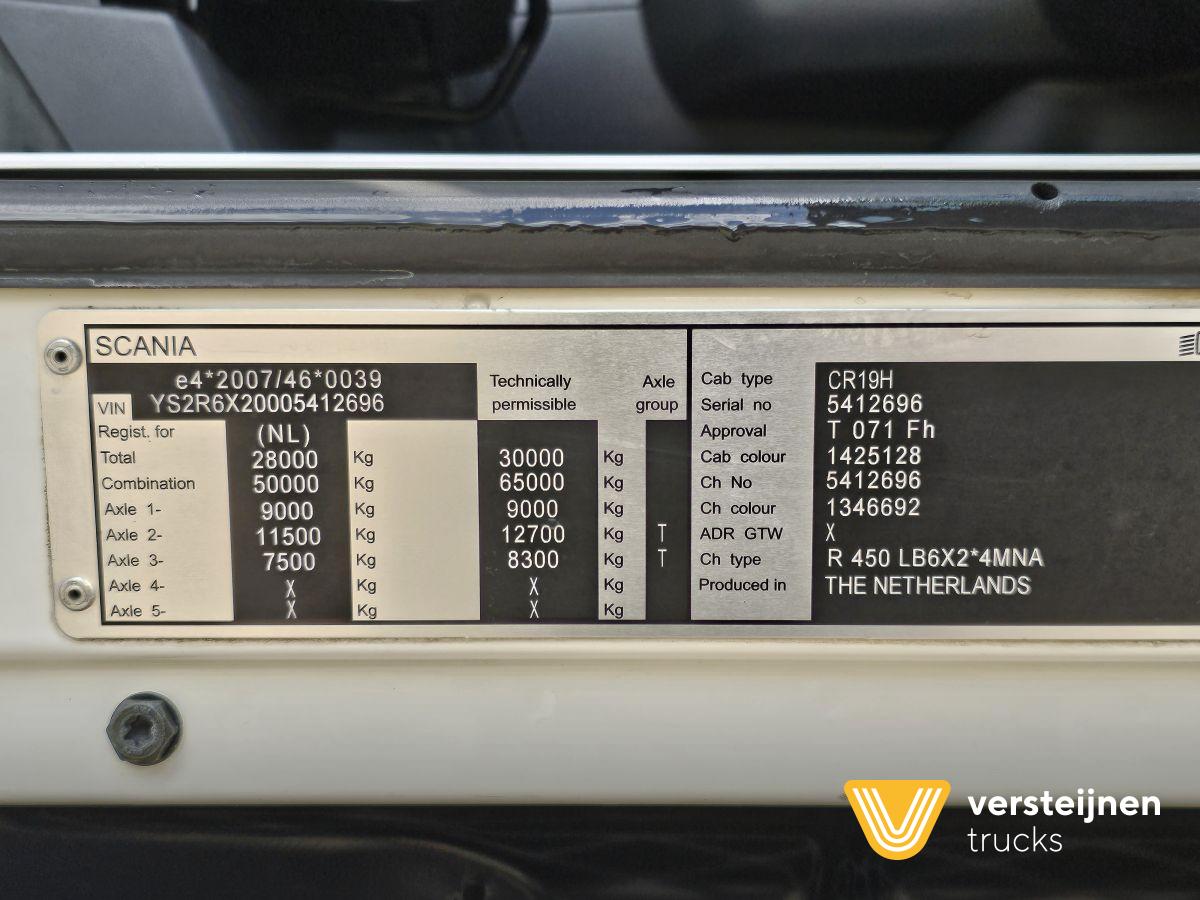 SCANIA
e4*2007/46*0039
VIN YS2R6X20005412696
Technically permissible
Axle group
Regist. for (NL)
Total 28000 Kg 30000 Kg
Combination 50000 Kg 65000 Kg
Axle 1- 9000 Kg 9000 Kg
Axle 2- 11500 Kg 12700 Kg T
Axle 3- 7500 Kg 8300 Kg T
Axle 4- X Kg X Kg
Axle 5- X Kg X Kg
Cab type CR19H
Serial no 5412696
Approval T 071 Fh
Cab colour 1425128
Ch No 5412696
Ch colour 1346692
ADR GTW X
Ch type R 450 LB6X2*4MNA
Produced in THE NETHERLANDS
versteijnen
trucks